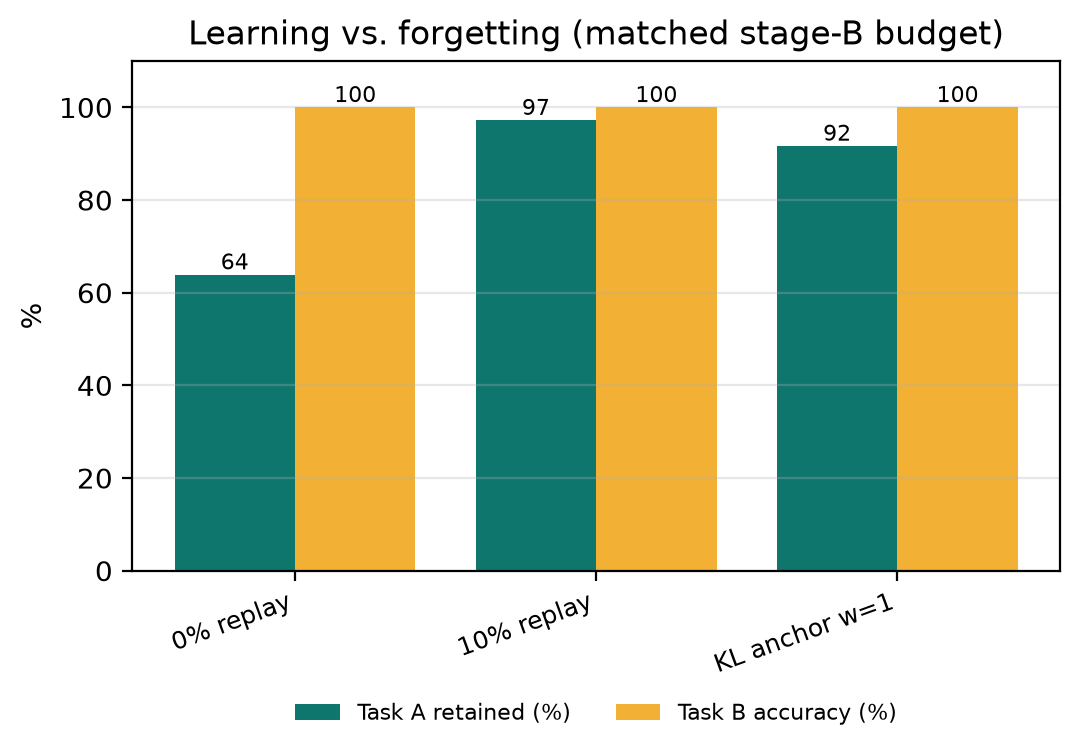 Learning vs. forgetting (matched stage-B budget)
%
100
80
60
40
20
0
64
100
97
100
92
100
0% replay
10% replay
KL anchor w=1
Task A retained (%)
Task B accuracy (%)